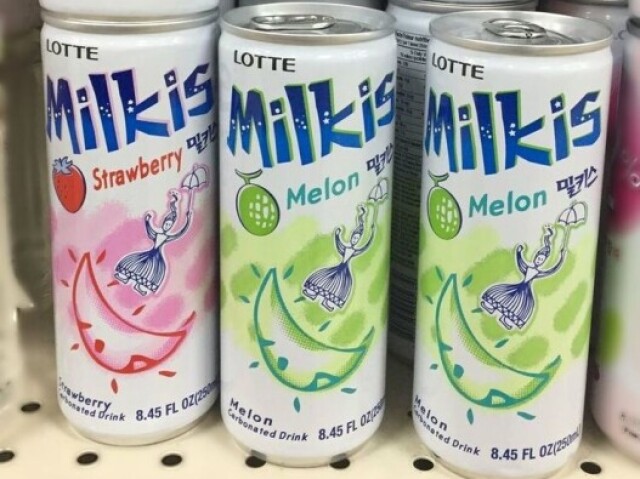 LOTTE
Milkis
밀키스
Strawberry
Strawberry
Carbonated Drink
8.45 FL OZ(250m
LOTTE
Milkis
밀키스
Melon
Melon
Carbonated Drink
8.45 FL OZ(250
LOTTE
Milkis
밀키스
Melon
Melon
Carbonated Drink
8.45 FL OZ(250mL